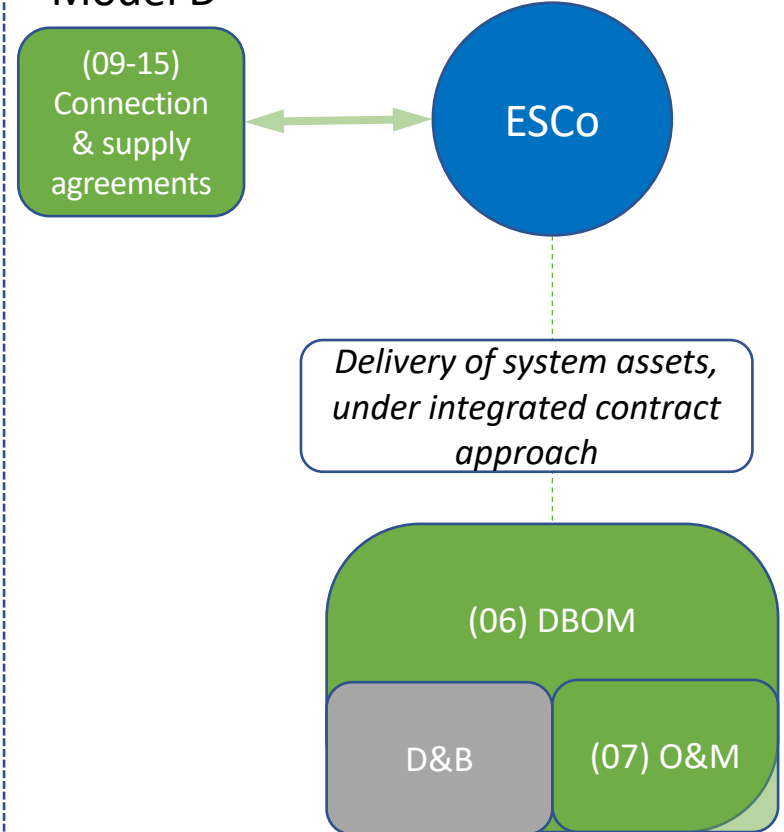 Model D
(09-15)
Connection
& supply
agreements
ESCo
Delivery of system assets,
under integrated contract
approach
(06) DBOM
D&B
(07) O&M